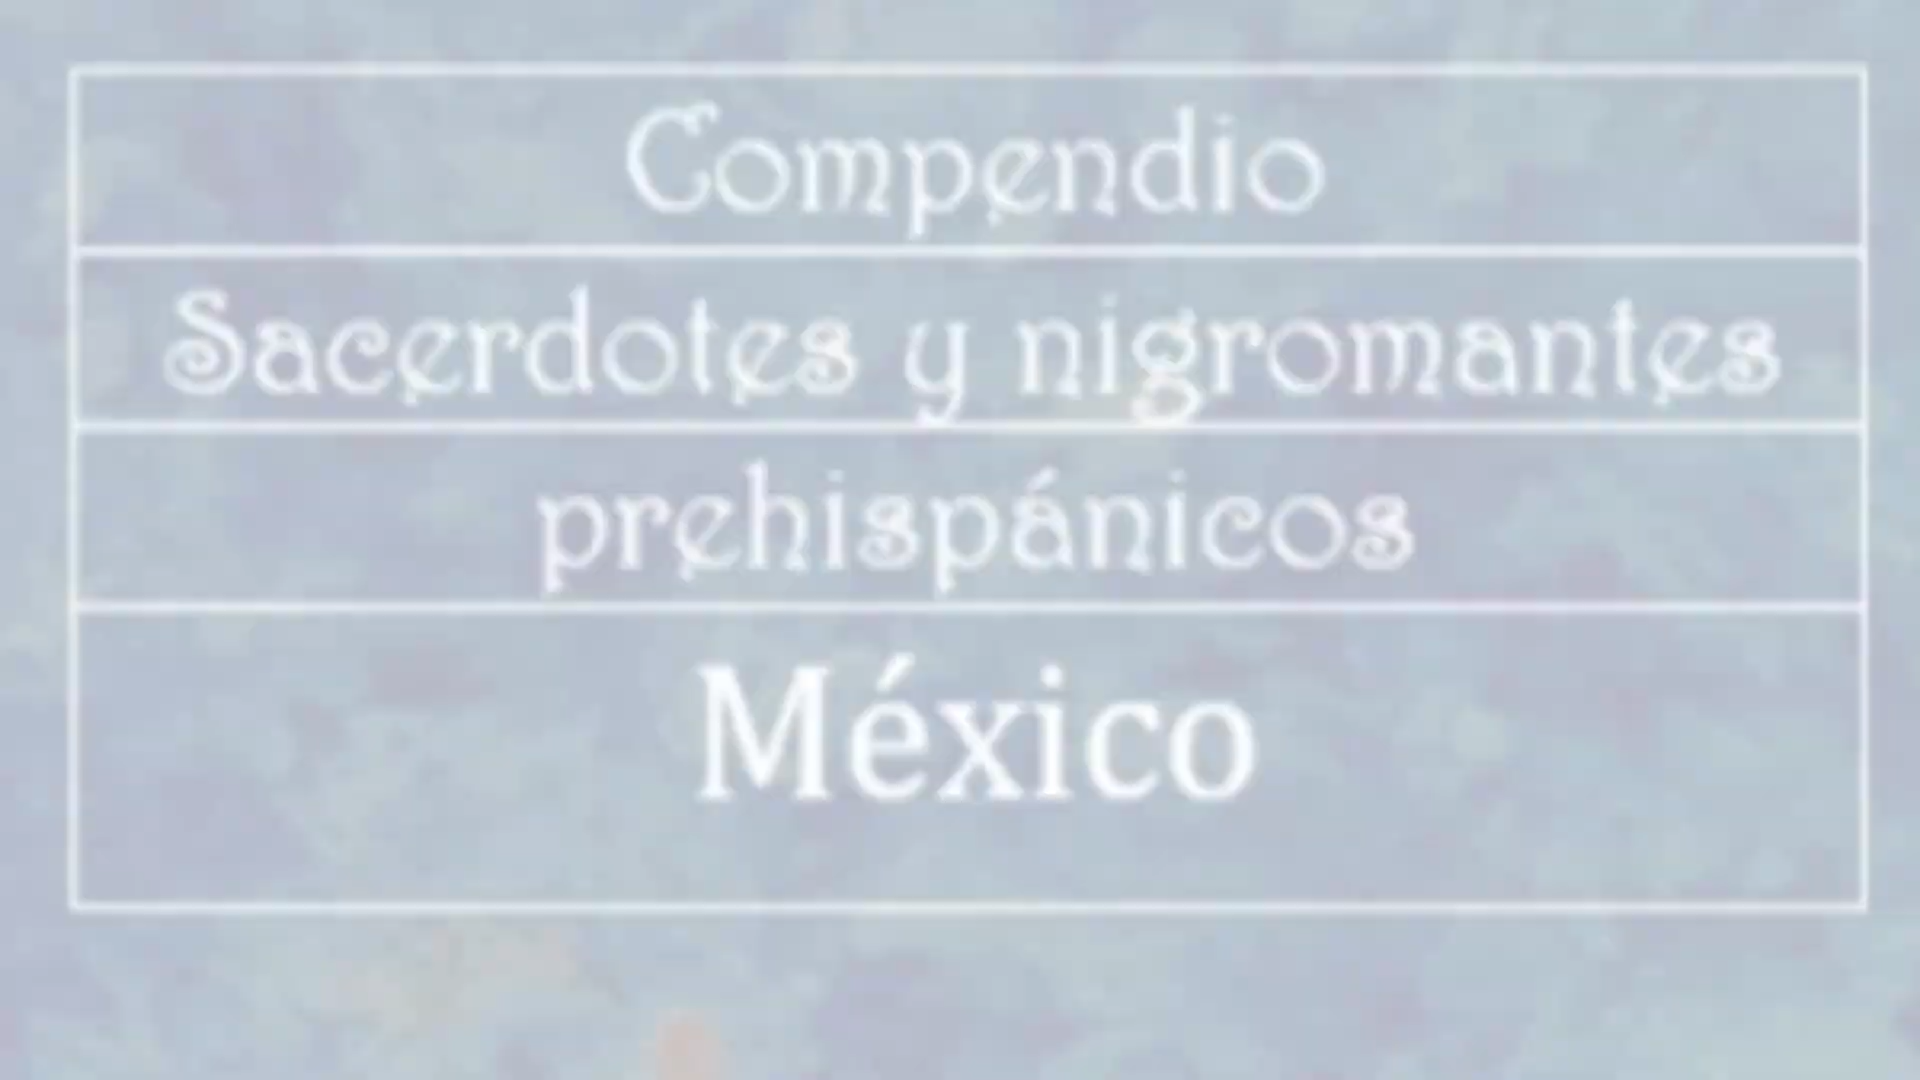 Compendio
Sacerdotes y nigromantes
prehispánicos
México